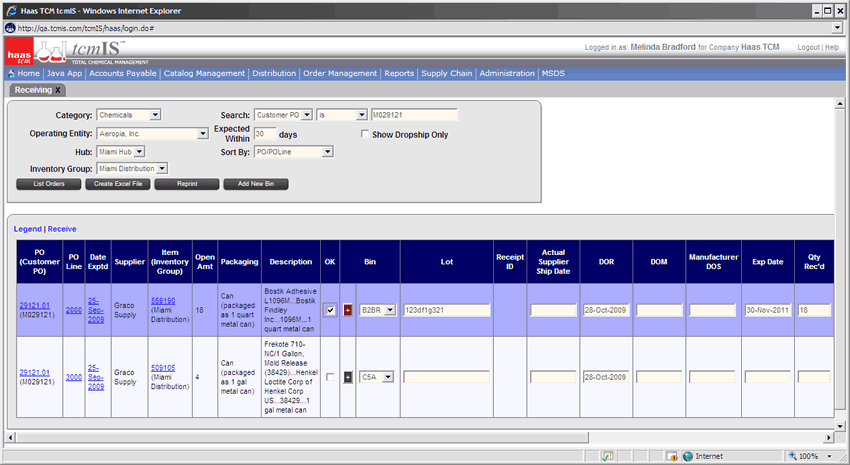 Haas TCM tcmIS - Windows Internet Explorer
http://qa.tcmis.com/tcmIS/haas/login.do#
haas tcm
tcmIS™
TOTAL CHEMICAL MANAGEMENT
Logged in as: Melinda Bradford for Company Haas TCM
Logout | Help
Home | Java App | Accounts Payable | Catalog Management | Distribution | Order Management | Reports | Supply Chain | Administration | MSDS
Receiving X
Category: Chemicals Search: Customer PO is M029121
Operating Entity: Aeropia, Inc. Expected Within 30 days Show Dropship Only
Hub: Miami Hub Sort By: PO/POLine
Inventory Group: Miami Distribution
List Orders Create Excel File Reprint Add New Bin
Legend | Receive
PO (Customer PO)
PO Line
Date Exptd
Supplier
Item (Inventory Group)
Open Amt
Packaging
Description
OK
Bin
Lot
Receipt ID
Actual Supplier Ship Date
DOR
DOM
Manufacturer DOS
Exp Date
Qty Rec'd
29121.01 (M029121)
2000
25-Sep-2009
Graco Supply
559190 (Miami Distribution)
18
Can (packaged as 1 quart metal can)
Bostik Adhesive L1096M...Bostik Findley Inc...1096M...1 quart metal can
+
B2BR
123df1g321
28-Oct-2009
30-Nov-2011
18
29121.01 (M029121)
3000
25-Sep-2009
Graco Supply
509105 (Miami Distribution)
4
Can (packaged as 1 gal metal can)
Frekote 710-NC/1 Gallon, Mold Release (38429)...Henkel Loctite Corp of Henkel Corp US...38429...1 gal metal can
+
C5A
28-Oct-2009
Internet
100%